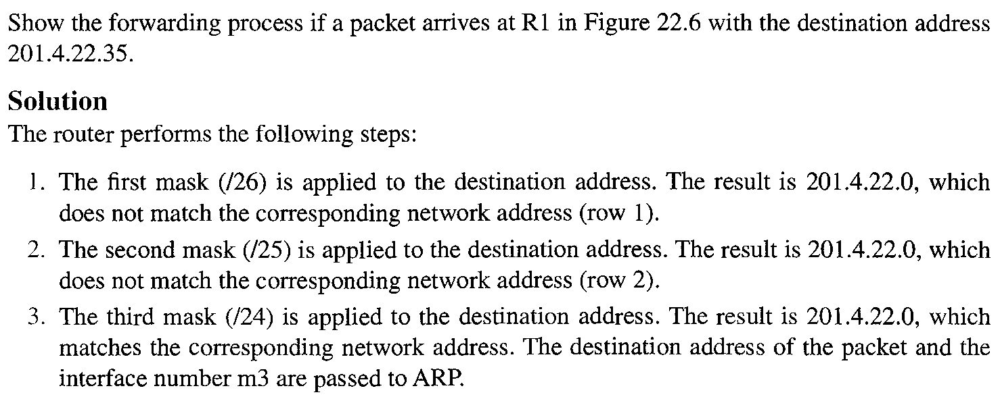 Show the forwarding process if a packet arrives at R1 in Figure 22.6 with the destination address
201.4.22.35.
Solution
The router performs the following steps:
1. The first mask (/26) is applied to the destination address. The result is 201.4.22.0, which
does not match the corresponding network address (row 1).
2. The second mask (/25) is applied to the destination address. The result is 201.4.22.0, which
does not match the corresponding network address (row 2).
3. The third mask (/24) is applied to the destination address. The result is 201.4.22.0, which
matches the corresponding network address. The destination address of the packet and the
interface number m3 are passed to ARP.